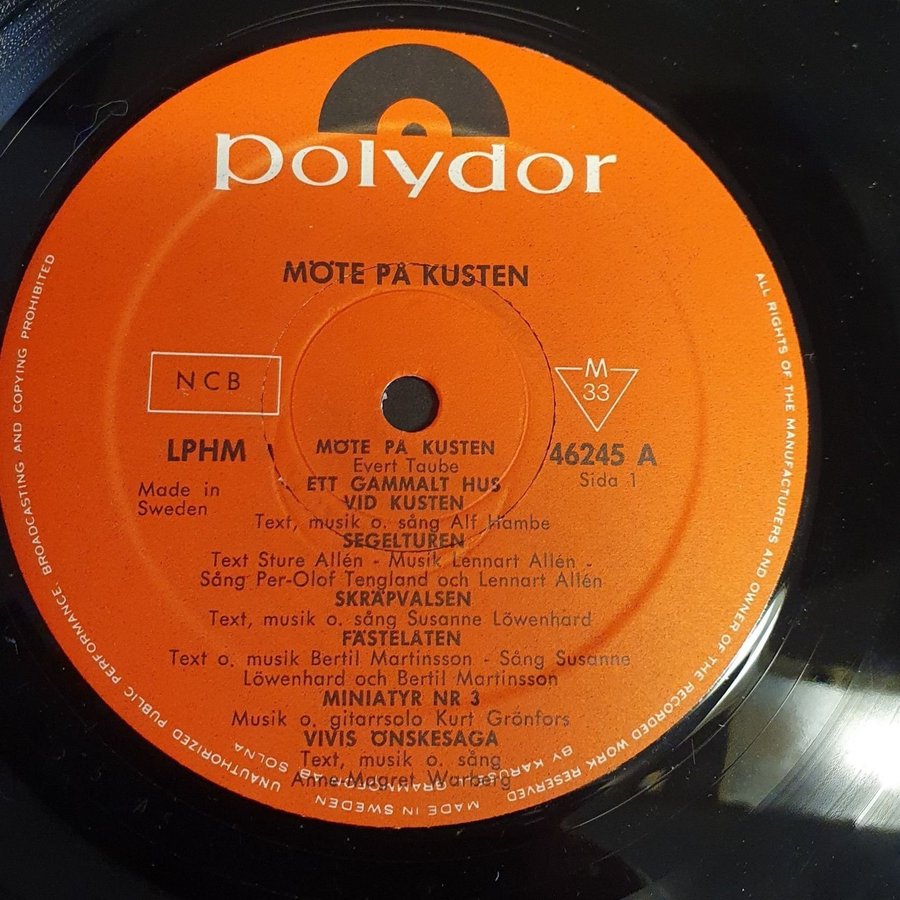 polydor
MÖTE PÅ KUSTEN
NCB
M
33
LPHM
46245 A
Made in
Sweden
Sida 1
MÖTE PÅ KUSTEN
Evert Taube
ETT GAMMALT HUS
VID KUSTEN
Text, musik o. sång Alf Hambe
SEGELTUREN
Text Sture Allén - Musik Lennart Allén -
Sång Per-Olof Tengland och Lennart Allén
SKRÄPVALSEN
Text, musik o. sång Susanne Löwenhard
FÄSTELÅTEN
Text o. musik Bertil Martinsson - Sång Susanne
Löwenhard och Bertil Martinsson
MINIATYR NR 3
Musik o. gitarrsolo Kurt Grönfors
VIVIS ÖNSKESAGA
Text, musik o. sång
Anne-Magret Warberg
ALL RIGHTS OF THE MANUFACTURERS AND OWNER OF THE RECORDED WORK RESERVED
UNAUTHORIZED PUBLIC PERFORMANCE, BROADCASTING AND COPYING PROHIBITED
MADE IN SWEDEN BY GRAMMOFON AB SOLNA